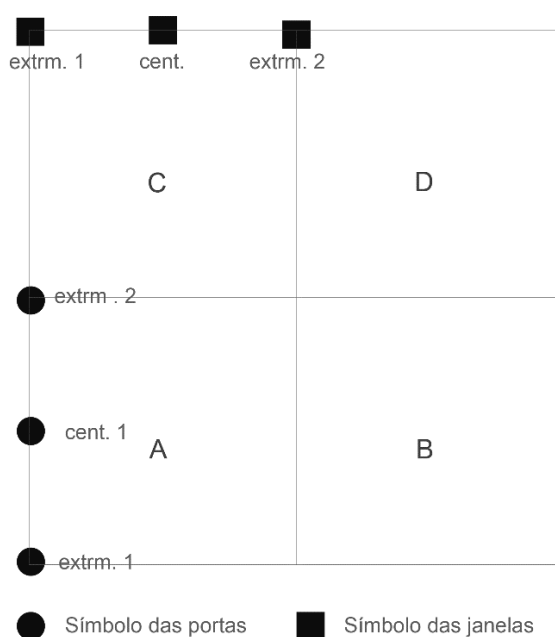 extrm. 1 cent. extrm. 2
C D
extrm . 2
cent. 1
A B
extrm. 1
Símbolo das portas Símbolo das janelas